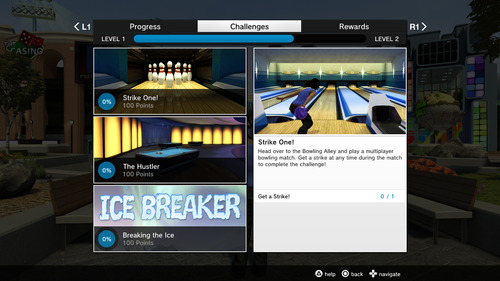 L1
Progress
Challenges
Rewards
R1
LEVEL 1
LEVEL 2
CASINO
0%
Strike One!
100 Points
0%
The Hustler
100 Points
ICE BREAKER
0%
Breaking the Ice
100 Points
Strike One!
Head over to the Bowling Alley and play a multiplayer
bowling match. Get a strike at any time during the match
to complete the challenge!
Get a Strike!
0 / 1
help
back
navigate